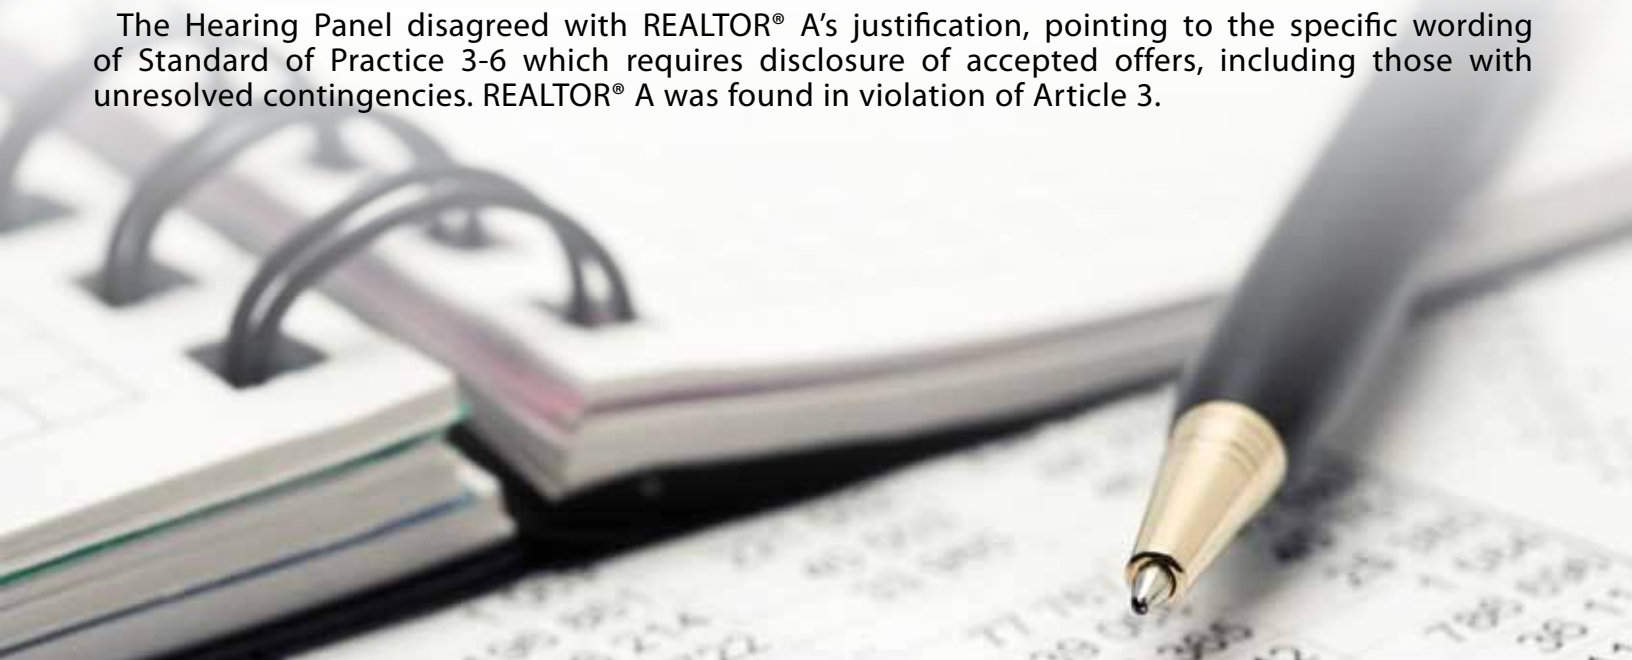 The Hearing Panel disagreed with REALTOR® A’s justification, pointing to the specific wording
of Standard of Practice 3-6 which requires disclosure of accepted offers, including those with
unresolved contingencies. REALTOR® A was found in violation of Article 3.
214